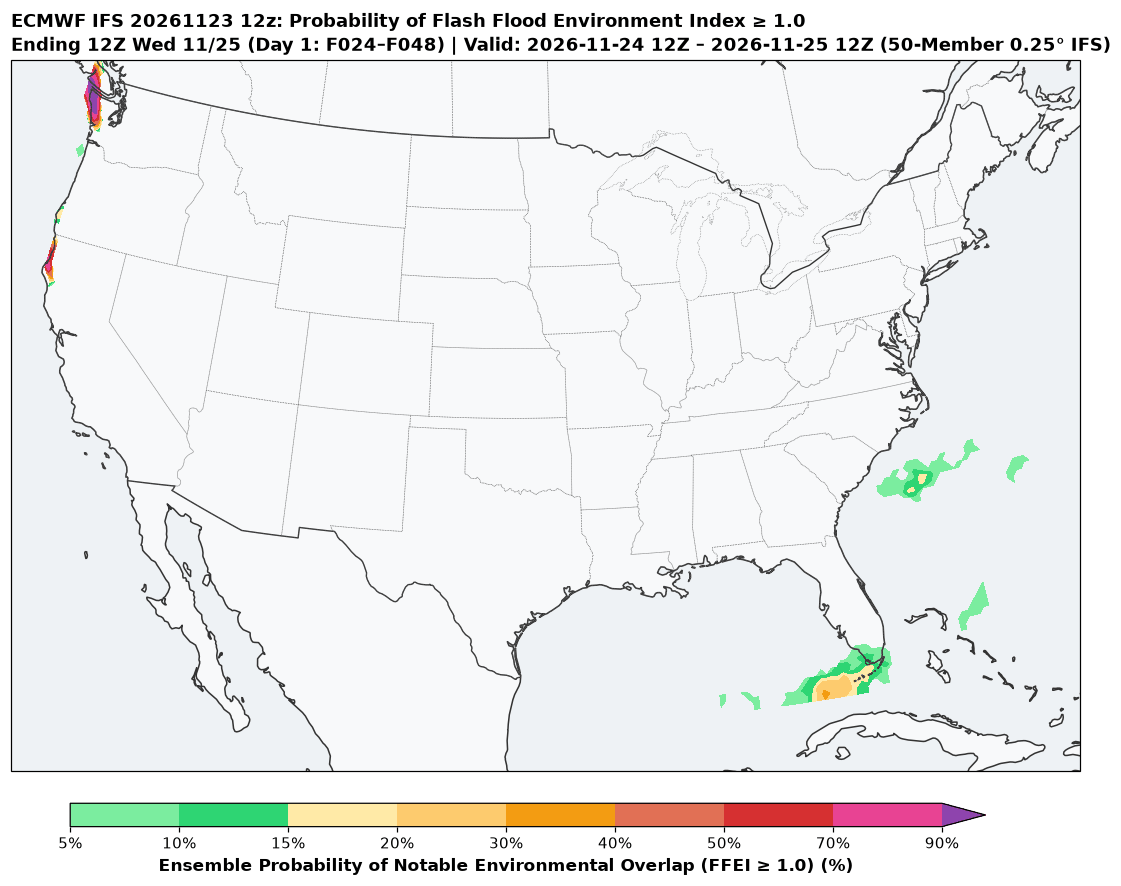 ECMWF IFS 20261123 12z: Probability of Flash Flood Environment Index ≥ 1.0
Ending 12Z Wed 11/25 (Day 1: F024–F048) | Valid: 2026-11-24 12Z – 2026-11-25 12Z (50-Member 0.25° IFS)
5% 10% 15% 20% 30% 40% 50% 70% 90%
Ensemble Probability of Notable Environmental Overlap (FFEI ≥ 1.0) (%)